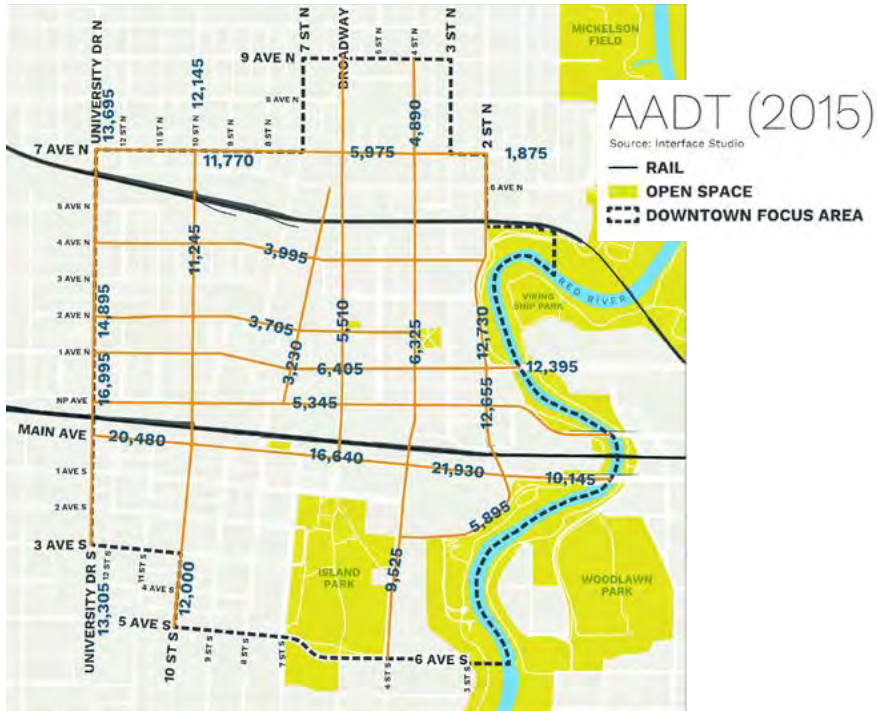 UNIVERSITY DR N
13,695
12 ST N
11 ST N
10 ST N
12,145
9 ST N
8 ST N
7 ST N
BROADWAY
5 ST N
4 ST N
4,890
3 ST N
2 ST N
MICKELSON
FIELD
9 AVE N
8 AVE N
7 AVE N
11,770
5,975
1,875
6 AVE N
AADT (2015)
Source: Interface Studio
RAIL
OPEN SPACE
DOWNTOWN FOCUS AREA
5 AVE N
4 AVE N
11,245
3,995
3 AVE N
14,895
2 AVE N
3,705
5,510
6,325
12,730
VIKING
SHIP PARK
RED RIVER
1 AVE N
16,995
3,230
6,405
12,395
NP AVE
5,345
12,655
MAIN AVE
20,480
16,640
21,930
10,145
1 AVE S
2 AVE S
5,895
3 AVE S
UNIVERSITY DR S
13,305
12 ST S
11 ST S
4 AVE S
12,000
ISLAND
PARK
9,525
WOODLAWN
PARK
5 AVE S
10 ST S
9 ST S
8 ST S
7 ST S
4 ST S
6 AVE S
3 ST S